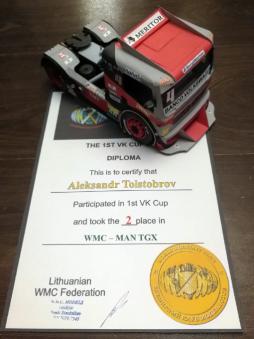 MERITOR
4
THE 1ST VK CUP
DIPLOMA
This is to certify that
Aleksandr Tolstobrov
Participated in 1st VK Cup
and took the 2 place in
WMC – MAN TGX
Lithuanian
WMC Federation